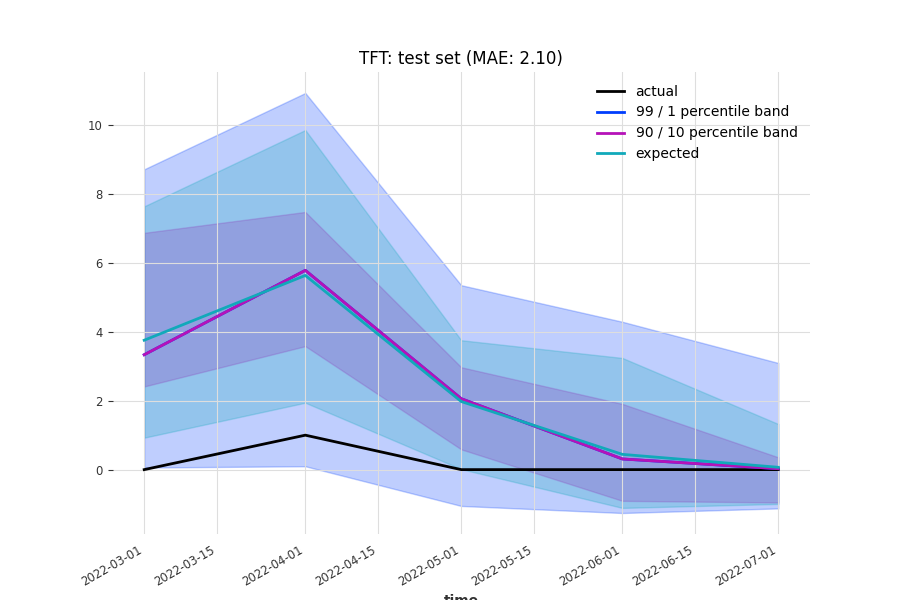 TFT: test set (MAE: 2.10)
actual
99 / 1 percentile band
90 / 10 percentile band
expected
10
8
6
4
2
0
2022-03-01
2022-03-15
2022-04-01
2022-04-15
2022-05-01
2022-05-15
2022-06-01
2022-06-15
2022-07-01
time